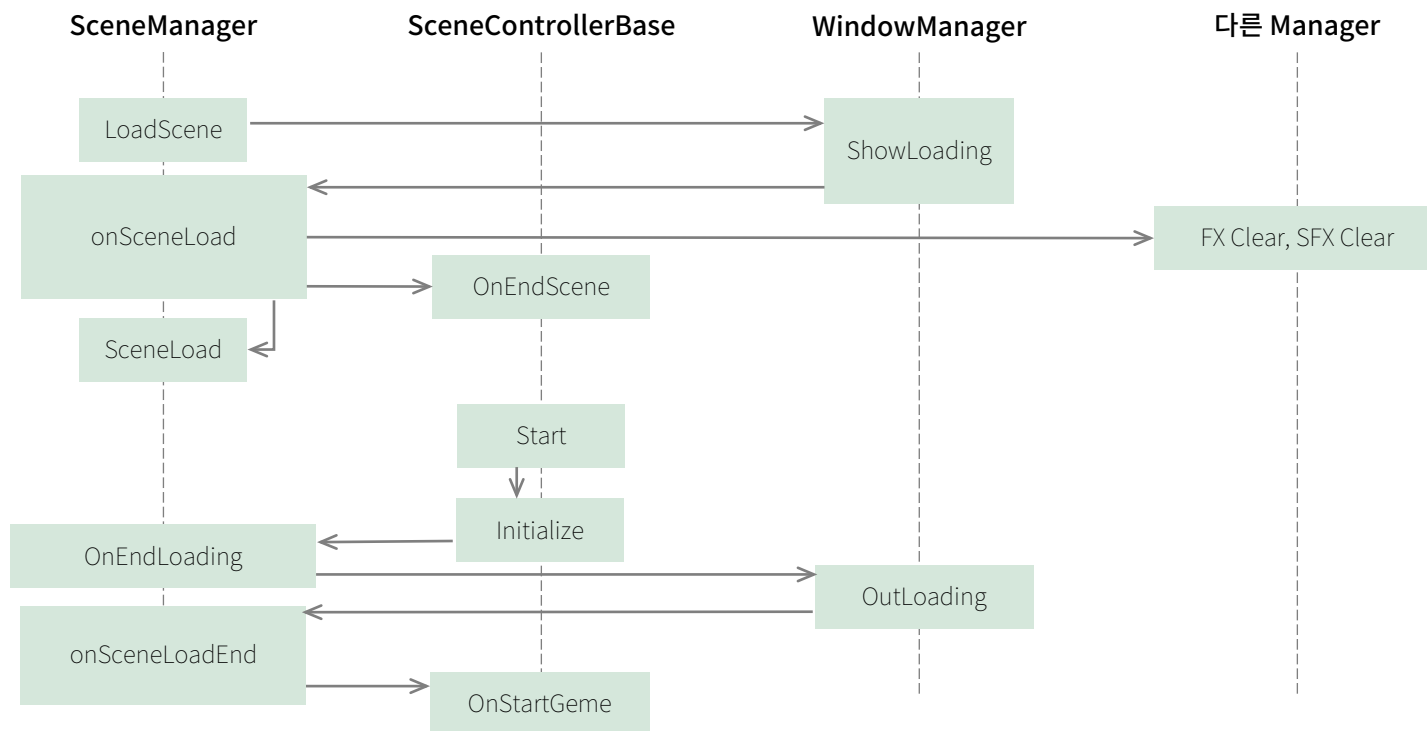 SceneManager
SceneControllerBase
WindowManager
다른 Manager
LoadScene
ShowLoading
onSceneLoad
FX Clear, SFX Clear
OnEndScene
SceneLoad
Start
Initialize
OnEndLoading
OutLoading
onSceneLoadEnd
OnStartGeme